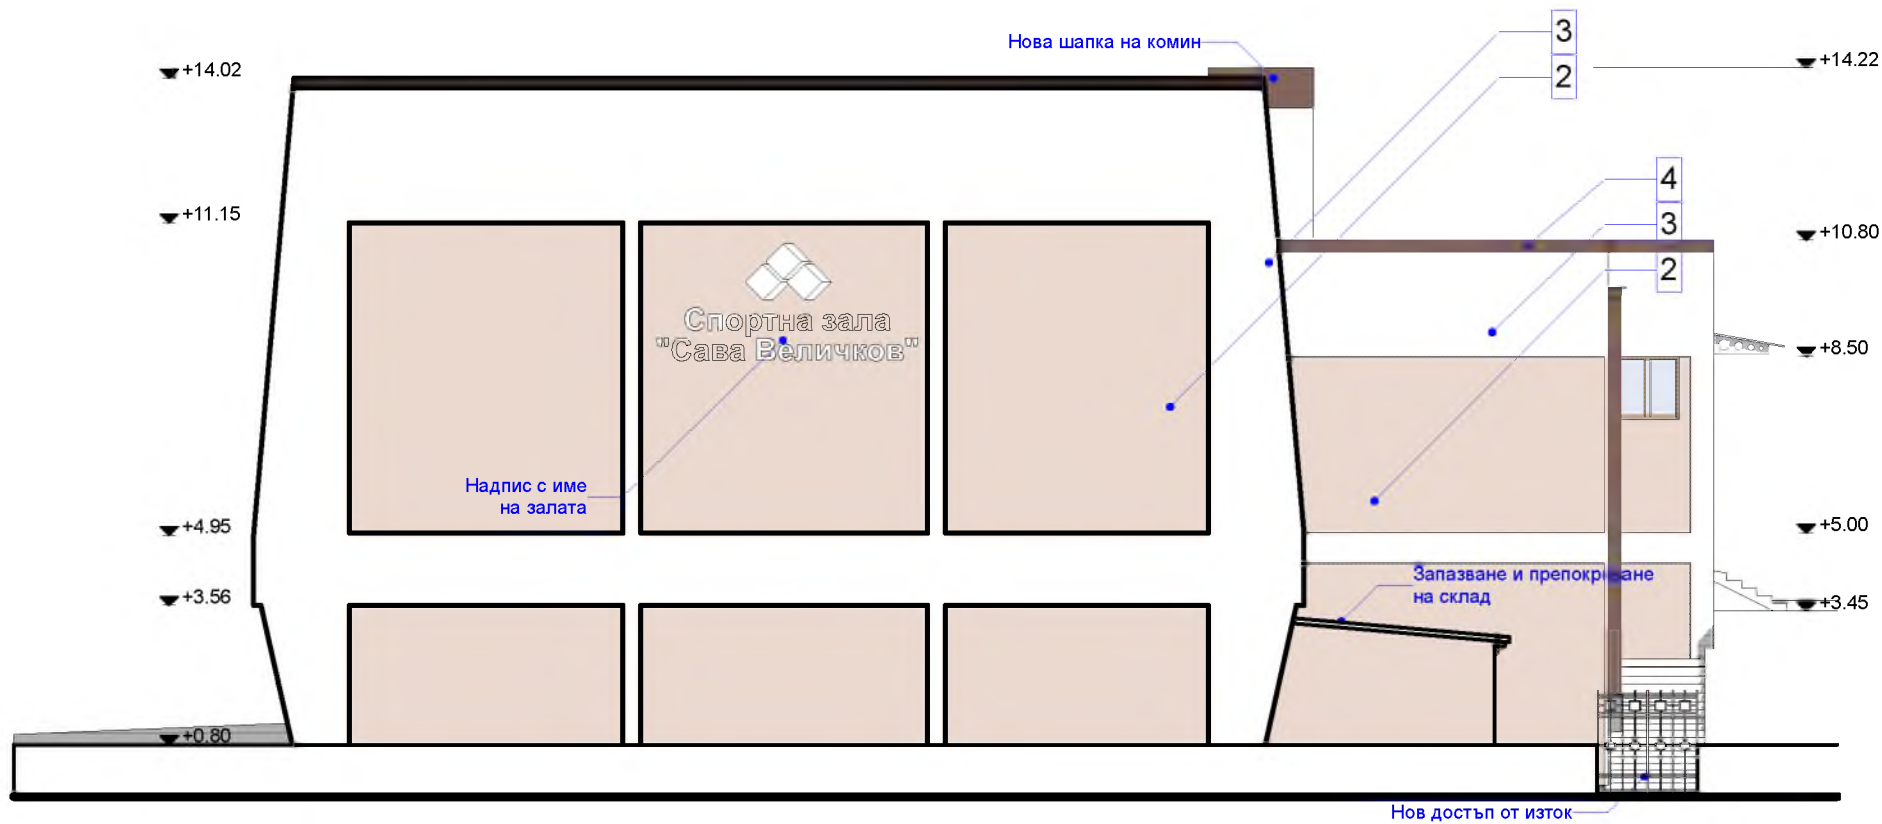 Нова шапка на комин
3
2
+14.02
+14.22
4
3
2
+11.15
+10.80
Спортна зала
"Сава Величков"
+8.50
Надпис с име
на залата
+4.95
+5.00
Запазване и препокриване
на склад
+3.56
+3.45
+0.80
Нов достъп от изток